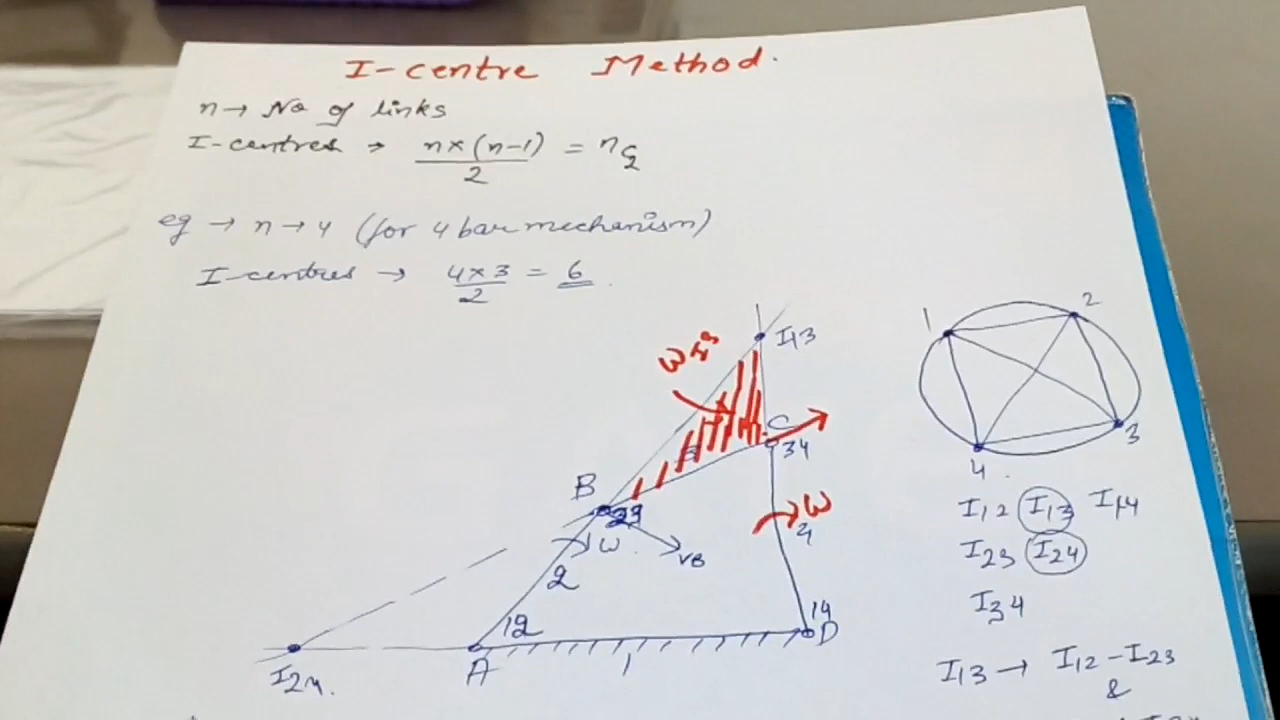 I-centre Method.
n → No of links
I-centres → n×(n-1)/2 = nC2
eg → n → 4 (for 4 bar mechanism)
I-centres → 4×3/2 = 6
I13
ω
C
34
B
23
ω
VB
2
ω
4
12
14
D
A
1
I24.
1
2
3
4
I12 I13 I14
I23 I24
I34
I13 → I12 - I23
&